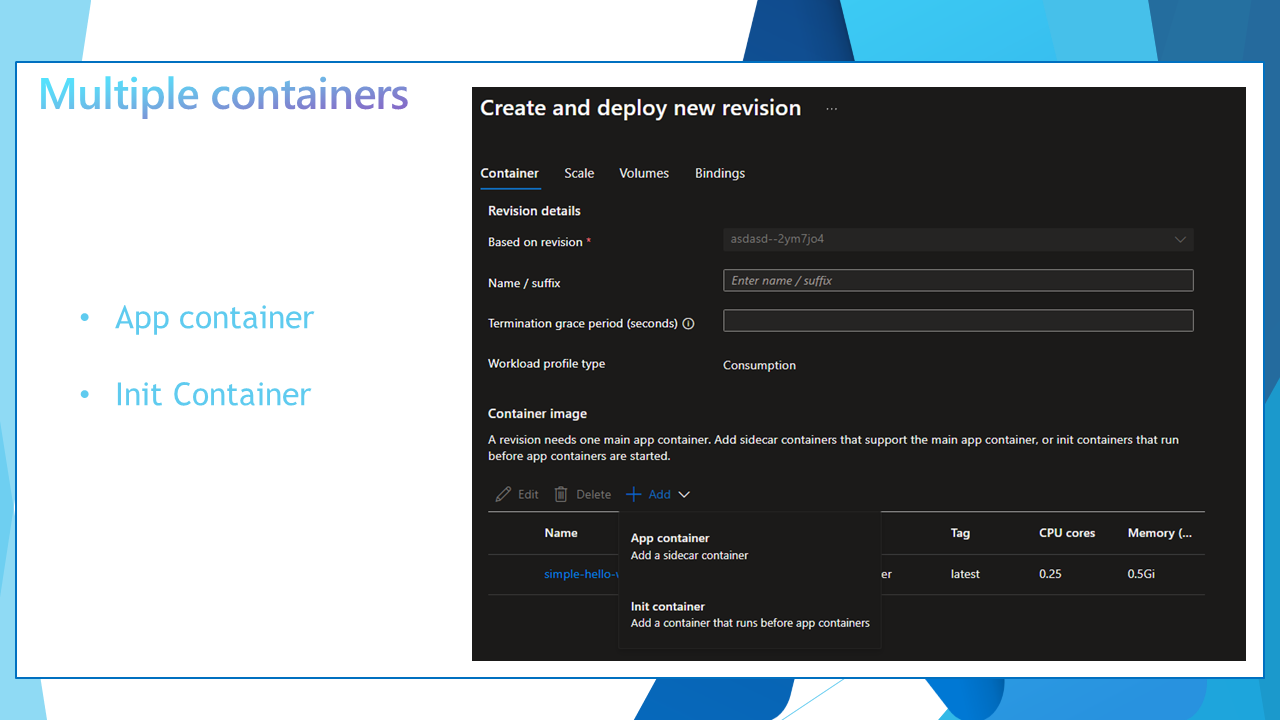 Multiple containers
• App container
• Init Container
Create and deploy new revision ...
Container Scale Volumes Bindings
Revision details
Based on revision * asdasd--2ym7jo4
Name / suffix Enter name / suffix
Termination grace period (seconds)
Workload profile type Consumption
Container image
A revision needs one main app container. Add sidecar containers that support the main app container, or init containers that run
before app containers are started.
Edit Delete Add
Name Tag CPU cores Memory (...
simple-hello- er latest 0.25 0.5Gi
App container
Add a sidecar container
Init container
Add a container that runs before app containers